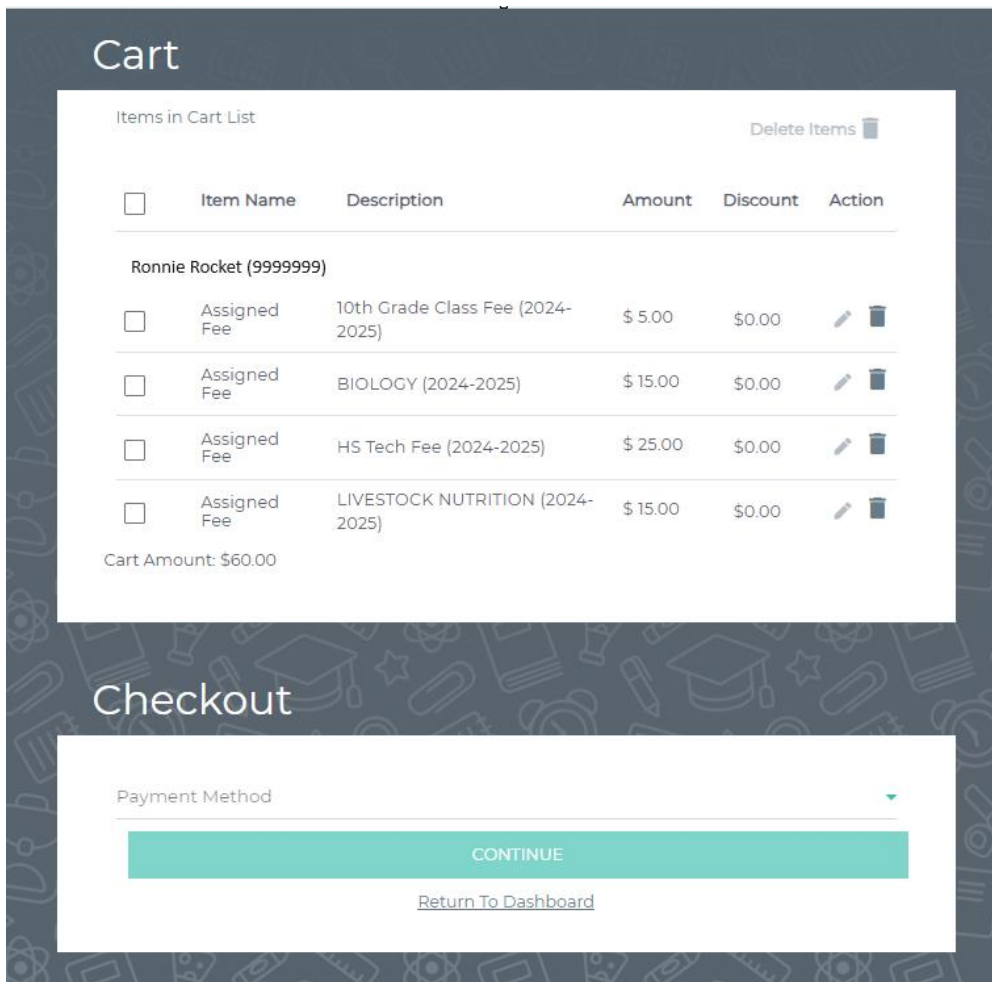 Cart
Items in Cart List
Delete Items
Item Name Description Amount Discount Action
Ronnie Rocket (9999999)
Assigned Fee 10th Grade Class Fee (2024-2025) $ 5.00 $0.00
Assigned Fee BIOLOGY (2024-2025) $ 15.00 $0.00
Assigned Fee HS Tech Fee (2024-2025) $ 25.00 $0.00
Assigned Fee LIVESTOCK NUTRITION (2024-2025) $ 15.00 $0.00
Cart Amount: $60.00
Checkout
Payment Method
CONTINUE
Return To Dashboard